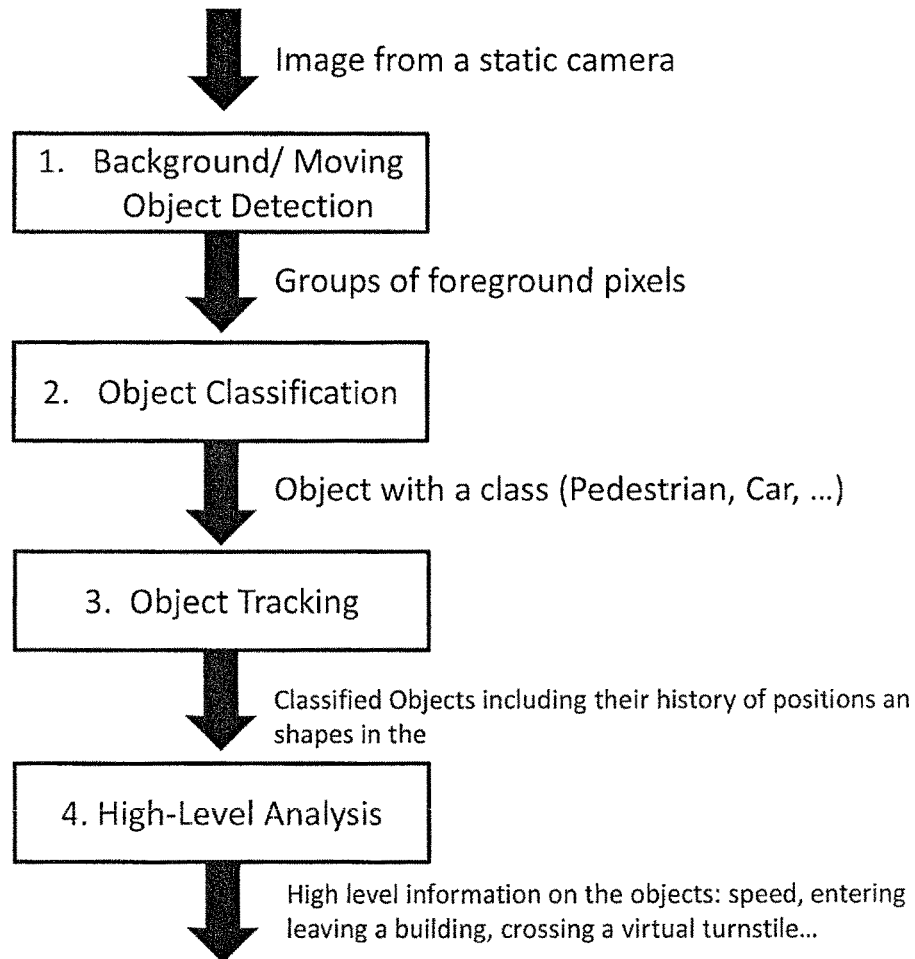 Image from a static camera
1. Background/ Moving
Object Detection
Groups of foreground pixels
2. Object Classification
Object with a class (Pedestrian, Car, ...)
3. Object Tracking
Classified Objects including their history of positions an
shapes in the
4. High-Level Analysis
High level information on the objects: speed, entering
leaving a building, crossing a virtual turnstile...